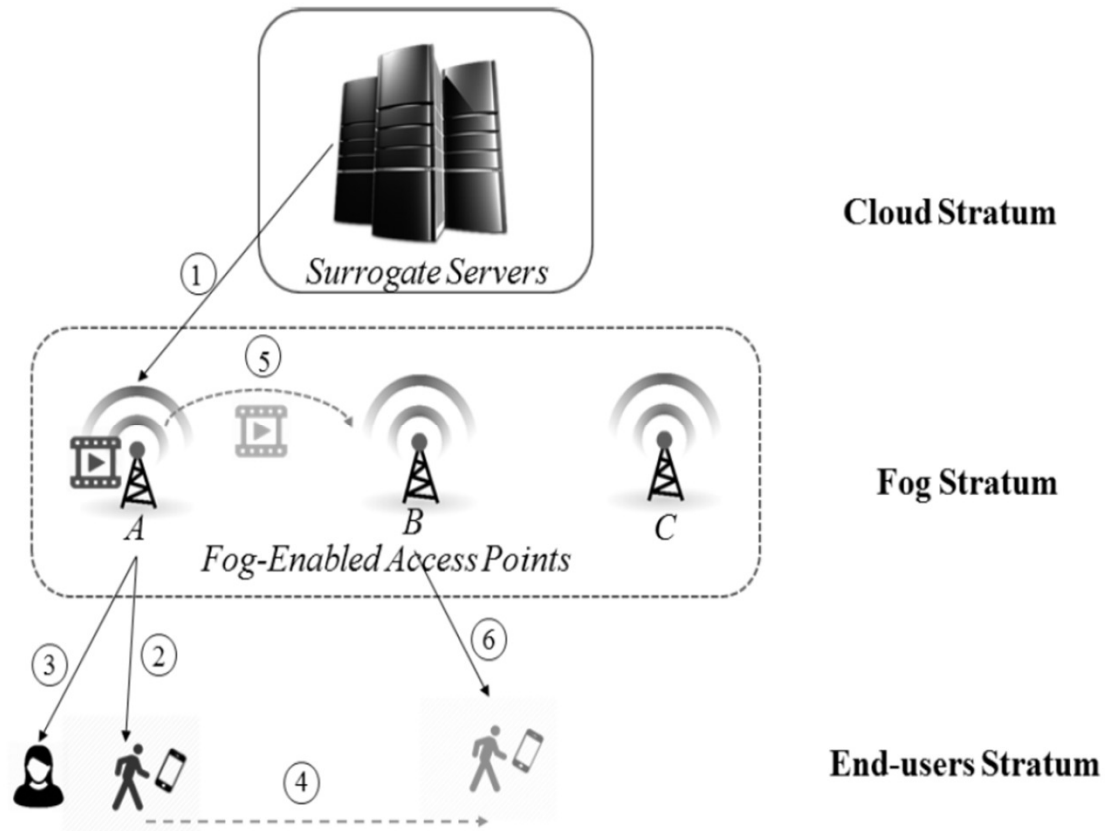 Surrogate Servers
Cloud Stratum
1
5
A
B
C
Fog-Enabled Access Points
Fog Stratum
3
2
6
4
End-users Stratum